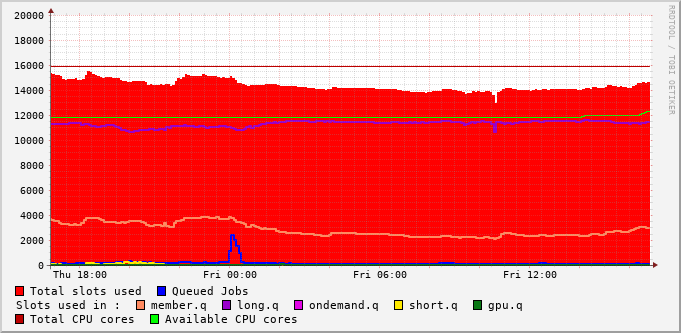 RRDTOOL / TOBI OETIKER
20000
18000
16000
14000
12000
10000
8000
6000
4000
2000
0
Thu 18:00 Fri 00:00 Fri 06:00 Fri 12:00
Total slots used Queued Jobs
Slots used in : member.q long.q ondemand.q short.q gpu.q
Total CPU cores Available CPU cores